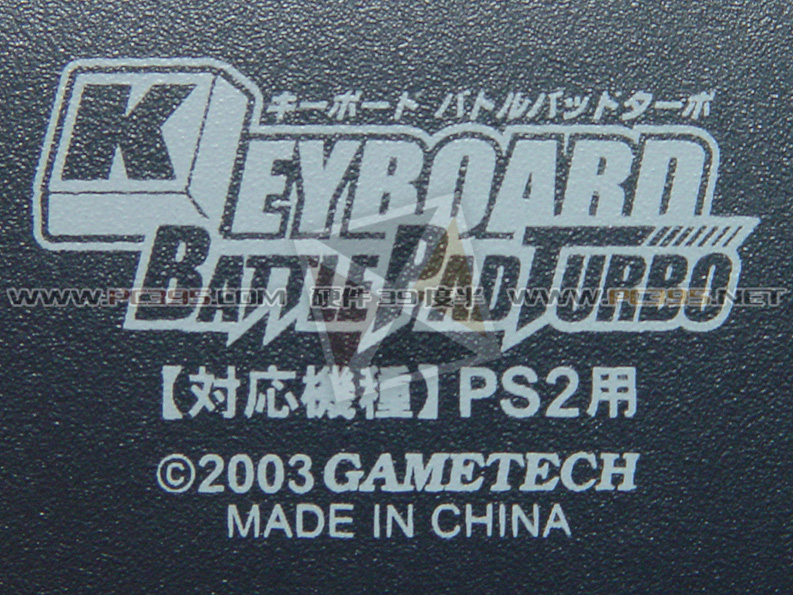 キーボード バトルパッドターボ
KEYBOARD
BATTLE PAD TURBO
WWW.PC395.COM 硬件39度半 WWW.PC395.NET
【対応機種】PS2用
©2003 GAMETECH
MADE IN CHINA